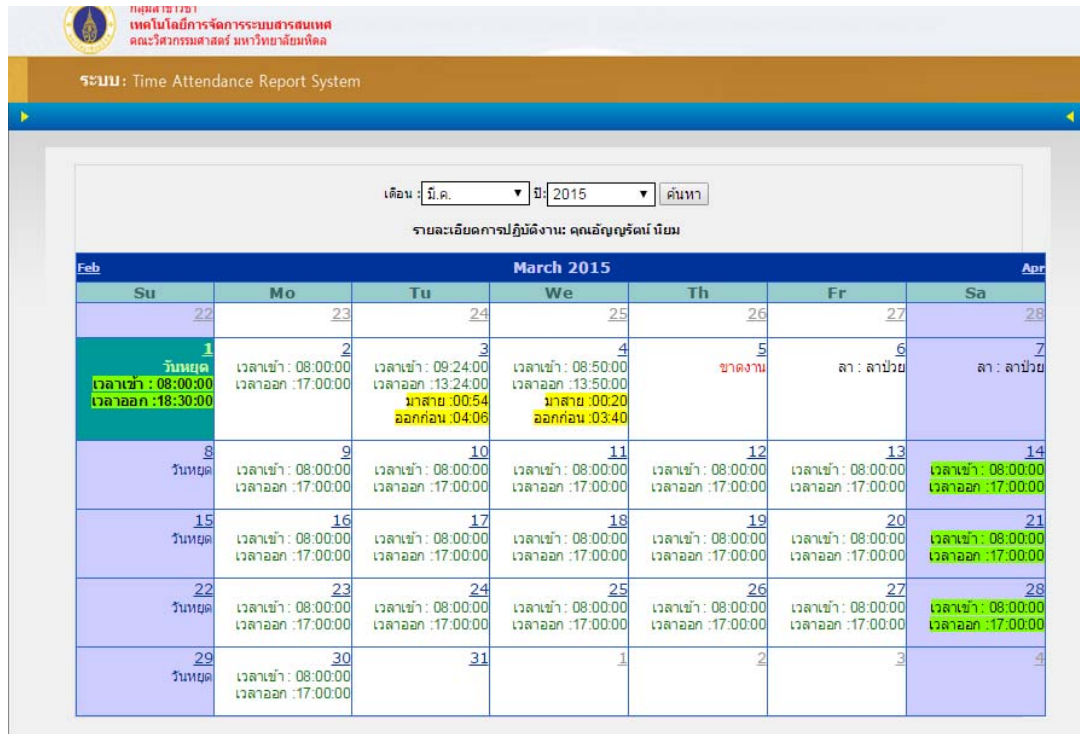 กลุ่มสาขาวิชา
เทคโนโลยีการจัดการระบบสารสนเทศ
คณะวิศวกรรมศาสตร์ มหาวิทยาลัยมหิดล
ระบบ: Time Attendance Report System
เดือน : มี.ค. ปี: 2015 ค้นหา
รายละเอียดการปฏิบัติงาน: คุณอัญญรัตน์ นิยม
Feb March 2015 Apr
Su Mo Tu We Th Fr Sa
22 23 24 25 26 27 28
1 2 3 4 5 6 7
วันหยุด เวลาเข้า : 08:00:00 เวลาเข้า : 09:24:00 เวลาเข้า : 08:50:00 ขาดงาน ลา : ลาป่วย ลา : ลาป่วย
เวลาเข้า : 08:00:00 เวลาออก :17:00:00 เวลาออก :13:24:00 เวลาออก :13:50:00
เวลาออก :18:30:00 มาสาย :00:54 มาสาย :00:20
ออกก่อน :04:06 ออกก่อน :03:40
8 9 10 11 12 13 14
วันหยุด เวลาเข้า : 08:00:00 เวลาเข้า : 08:00:00 เวลาเข้า : 08:00:00 เวลาเข้า : 08:00:00 เวลาเข้า : 08:00:00 เวลาเข้า : 08:00:00
เวลาออก :17:00:00 เวลาออก :17:00:00 เวลาออก :17:00:00 เวลาออก :17:00:00 เวลาออก :17:00:00 เวลาออก :17:00:00
15 16 17 18 19 20 21
วันหยุด เวลาเข้า : 08:00:00 เวลาเข้า : 08:00:00 เวลาเข้า : 08:00:00 เวลาเข้า : 08:00:00 เวลาเข้า : 08:00:00 เวลาเข้า : 08:00:00
เวลาออก :17:00:00 เวลาออก :17:00:00 เวลาออก :17:00:00 เวลาออก :17:00:00 เวลาออก :17:00:00 เวลาออก :17:00:00
22 23 24 25 26 27 28
วันหยุด เวลาเข้า : 08:00:00 เวลาเข้า : 08:00:00 เวลาเข้า : 08:00:00 เวลาเข้า : 08:00:00 เวลาเข้า : 08:00:00 เวลาเข้า : 08:00:00
เวลาออก :17:00:00 เวลาออก :17:00:00 เวลาออก :17:00:00 เวลาออก :17:00:00 เวลาออก :17:00:00 เวลาออก :17:00:00
29 30 31 1 2 3 4
วันหยุด เวลาเข้า : 08:00:00
เวลาออก :17:00:00